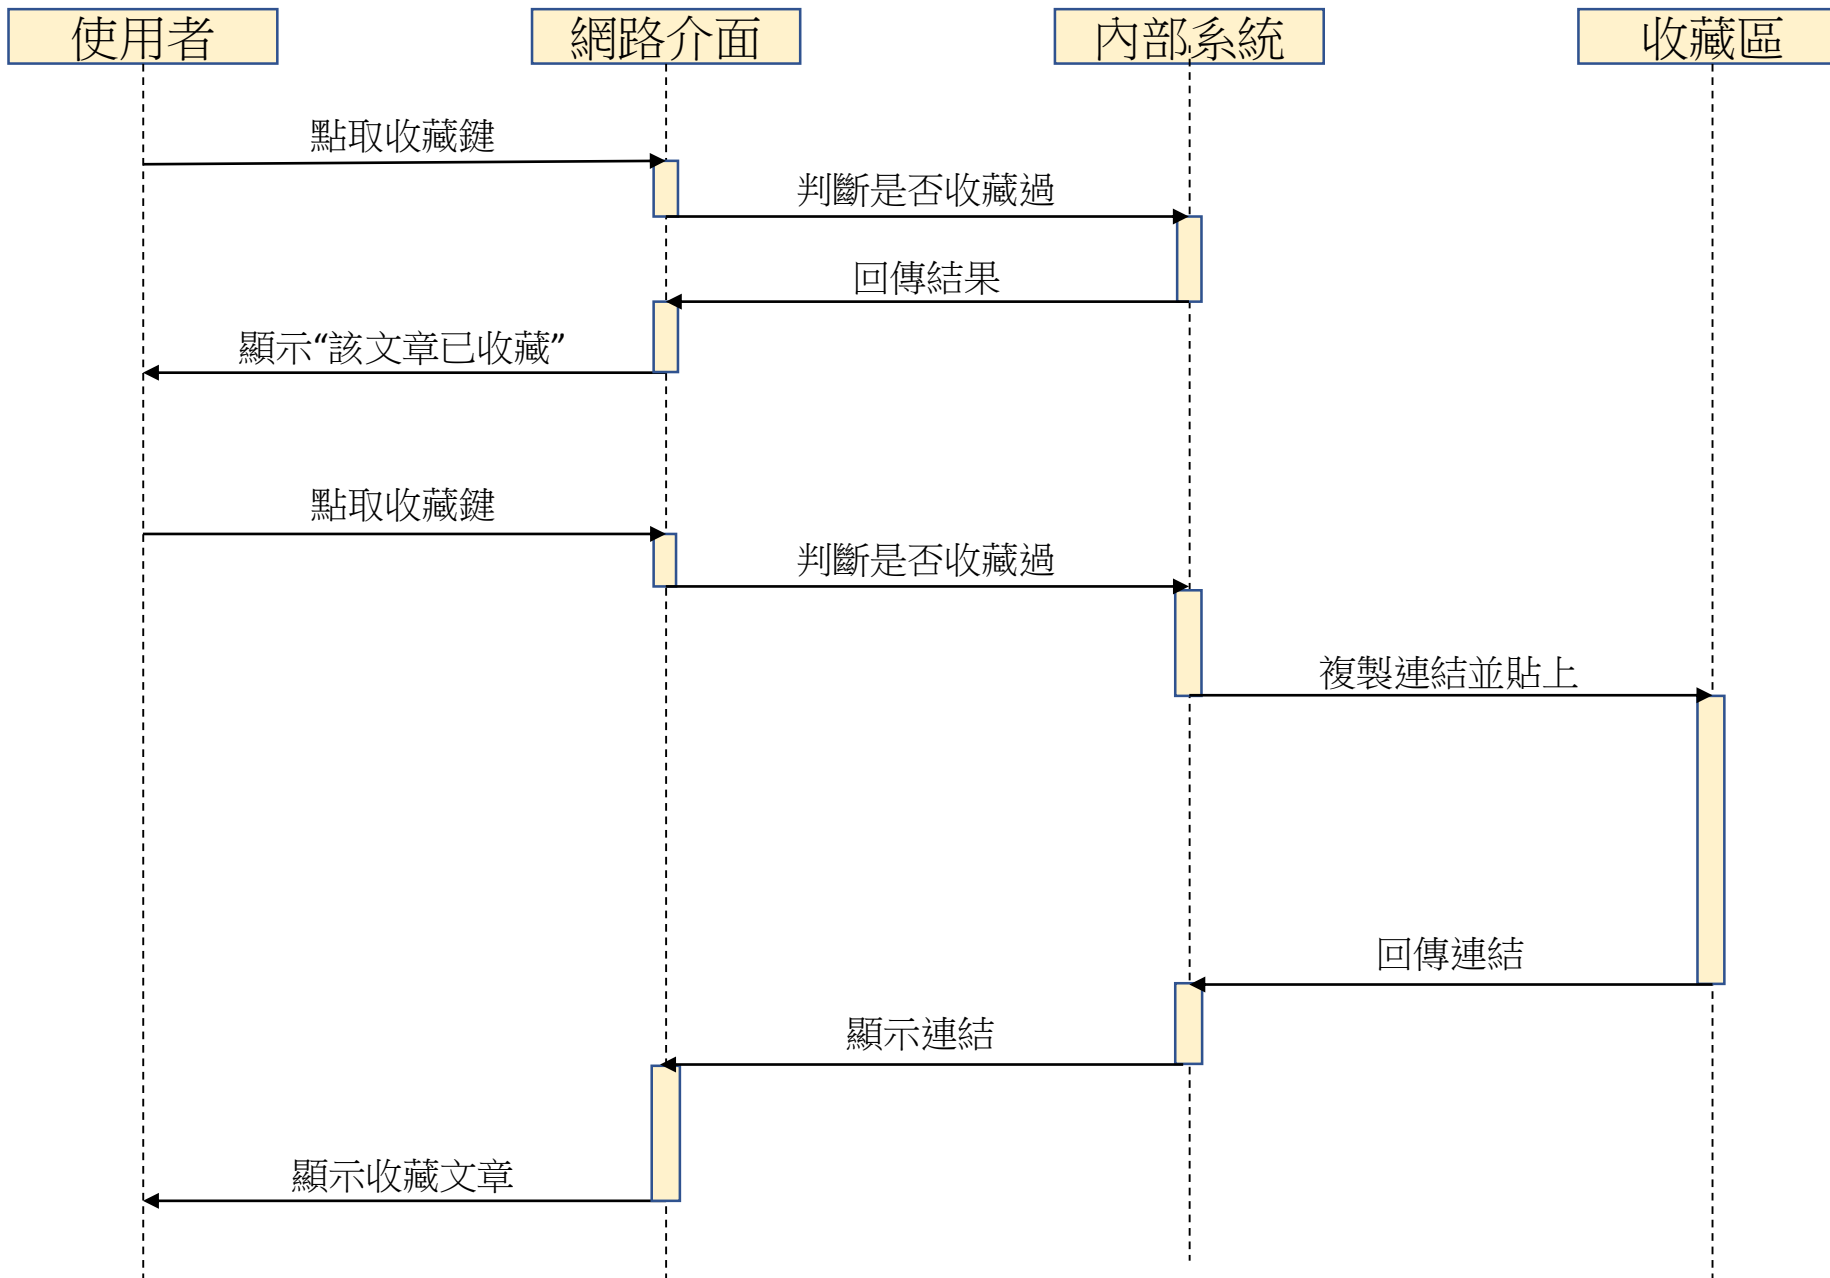 使用者
網路介面
內部系統
收藏區
點取收藏鍵
判斷是否收藏過
回傳結果
顯示“該文章已收藏”
點取收藏鍵
判斷是否收藏過
複製連結並貼上
回傳連結
顯示連結
顯示收藏文章